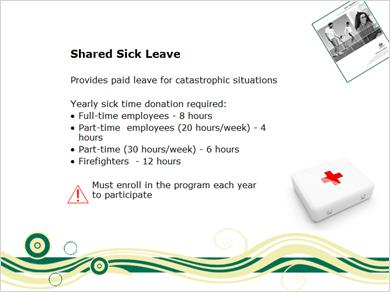 Shared Sick Leave
Provides paid leave for catastrophic situations
Yearly sick time donation required:
• Full-time employees - 8 hours
• Part-time  employees (20 hours/week) - 4
hours
• Part-time (30 hours/week) - 6 hours
• Firefighters  - 12 hours
Must enroll in the program each year
to participate